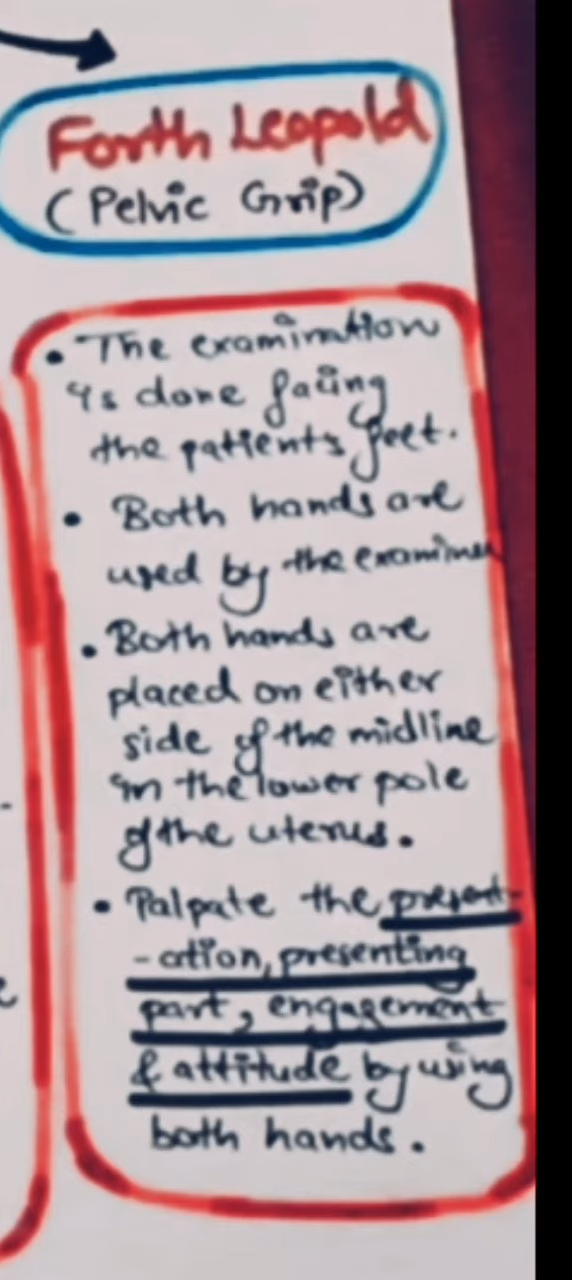 Forth Leopold
(Pelvic Grip)
• The examination
is done facing
the patients feet.
• Both hands are
used by the examiner
• Both hands are
placed on either
side of the midline
in the lower pole
of the uterus.
• Palpate the present-
-ation, presenting
part, engagement
& attitude by using
both hands.